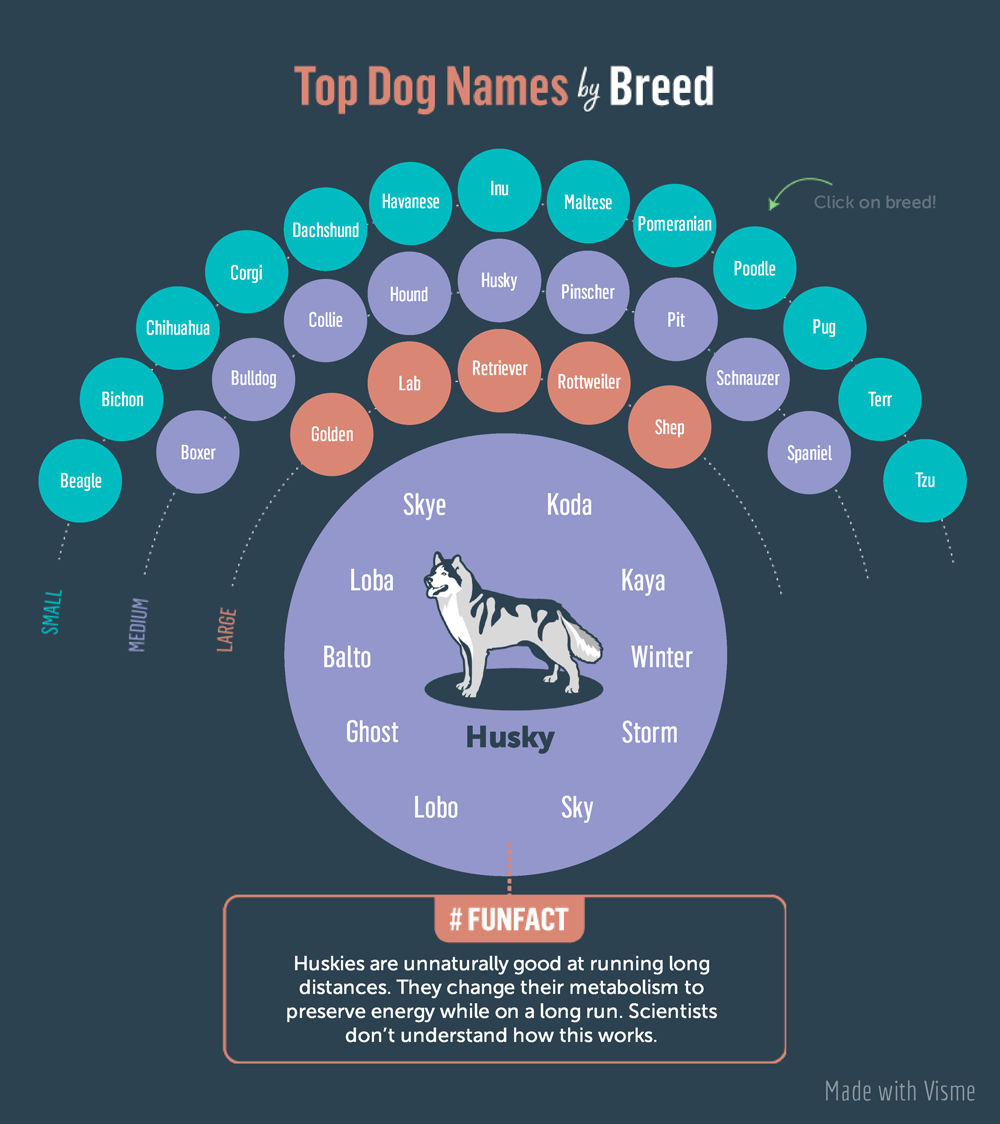 Top Dog Names by Breed
Click on breed!
Beagle
Bichon
Chihuahua
Corgi
Dachshund
Havanese
Inu
Maltese
Pomeranian
Poodle
Pug
Terr
Tzu
Boxer
Bulldog
Collie
Hound
Husky
Pinscher
Pit
Schnauzer
Spaniel
Golden
Lab
Retriever
Rottweiler
Shep
SMALL
MEDIUM
LARGE
Skye
Koda
Loba
Kaya
Balto
Winter
Ghost
Storm
Lobo
Sky
Husky
# FUNFACT
Huskies are unnaturally good at running long
distances. They change their metabolism to
preserve energy while on a long run. Scientists
don't understand how this works.
Made with Visme